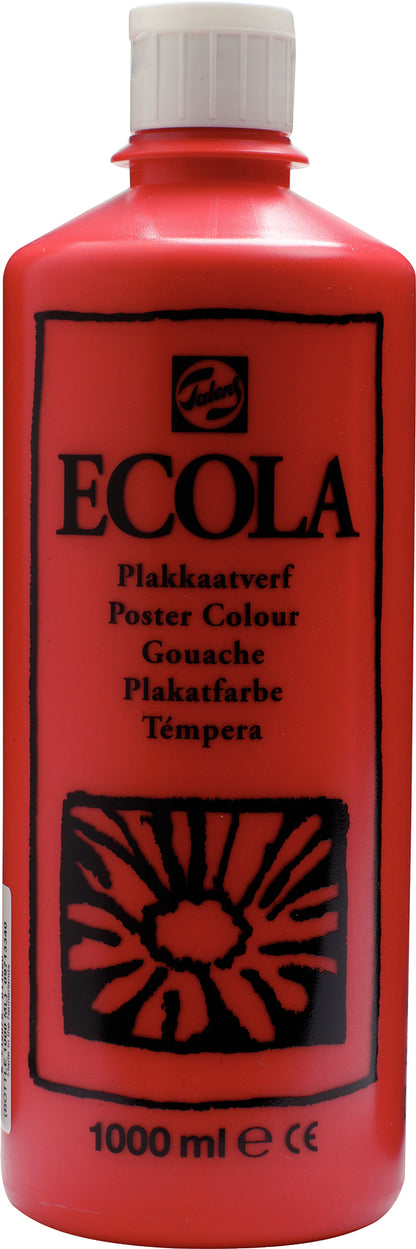 Talens
ECOLA
Plakkaatverf
Poster Colour
Gouache
Plakatfarbe
Témpera
1000 ml ℮ CE